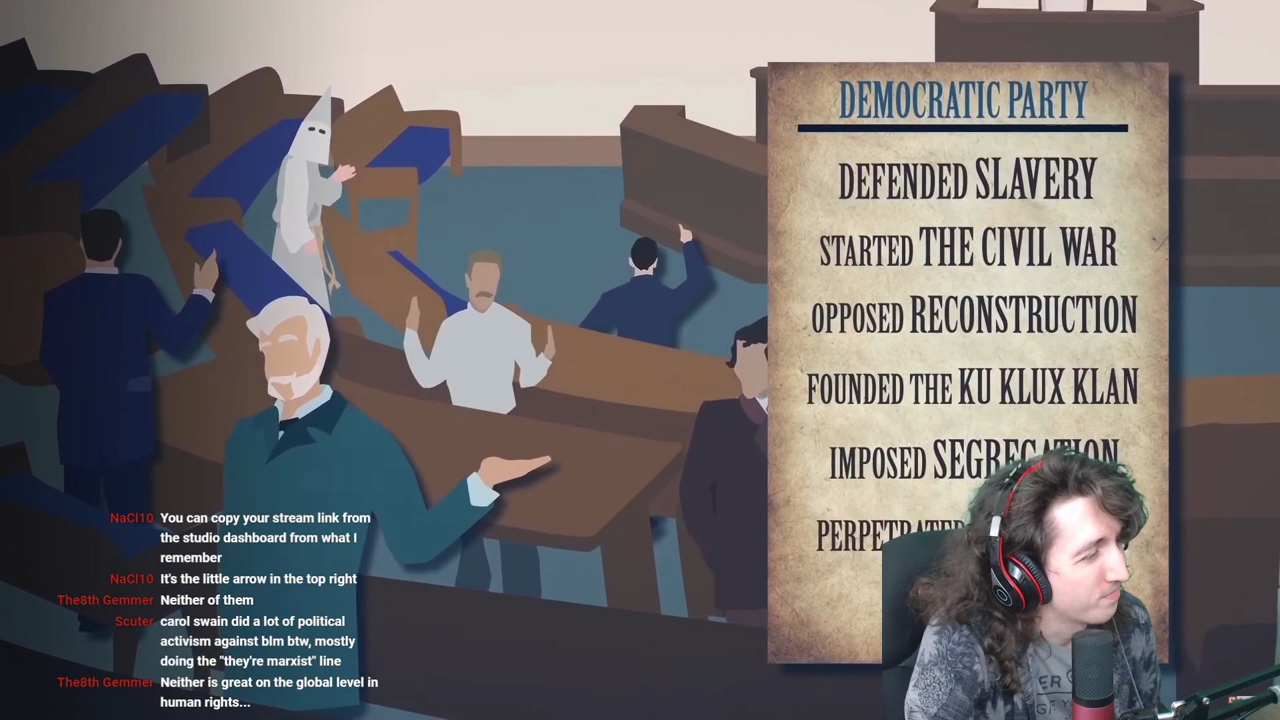 DEMOCRATIC PARTY
DEFENDED SLAVERY
STARTED THE CIVIL WAR
OPPOSED RECONSTRUCTION
FOUNDED THE KU KLUX KLAN
IMPOSED SEGREGATION
NaCl10 You can copy your stream link from
the studio dashboard from what I
remember
NaCl10 It's the little arrow in the top right
The8th Gemmer Neither of them
Scuter carol swain did a lot of political
activism against blm btw, mostly
doing the "they're marxist" line
The8th Gemmer Neither is great on the global level in
human rights...